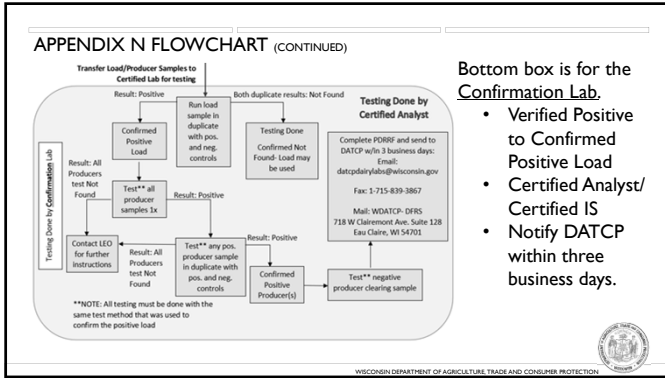 APPENDIX N FLOWCHART (CONTINUED)
Transfer Load/Producer Samples to
Certified Lab for testing
Result: Positive
Both duplicate results: Not Found
Run load
sample in
duplicate
with pos.
and neg.
controls
Testing Done by
Certified Analyst
Confirmed
Positive
Load
Testing Done
Confirmed Not
Found- Load may
be used
Complete PDRRF and send to
DATCP w/in 3 business days:
Email:
datcpdairylabs@wisconsin.gov
Fax: 1-715-839-3867
Mail: WDATCP- DFRS
718 W Clairemont Ave. Suite 128
Eau Claire, WI 54701
Testing Done by Confirmation Lab
Result: All
Producers
test Not
Found
Test** all
producer
samples 1x
Result: Positive
Contact LEO
for further
instructions
Result: All
Producers
test Not
Found
Test** any pos.
producer sample
in duplicate with
pos. and neg.
controls
Result: Positive
Confirmed
Positive
Producer(s)
Test** negative
producer clearing sample
**NOTE: All testing must be done with the
same test method that was used to
confirm the positive load
Bottom box is for the
Confirmation Lab.
• Verified Positive
to Confirmed
Positive Load
• Certified Analyst/
Certified IS
• Notify DATCP
within three
business days.
WISCONSIN DEPARTMENT OF AGRICULTURE, TRADE AND CONSUMER PROTECTION